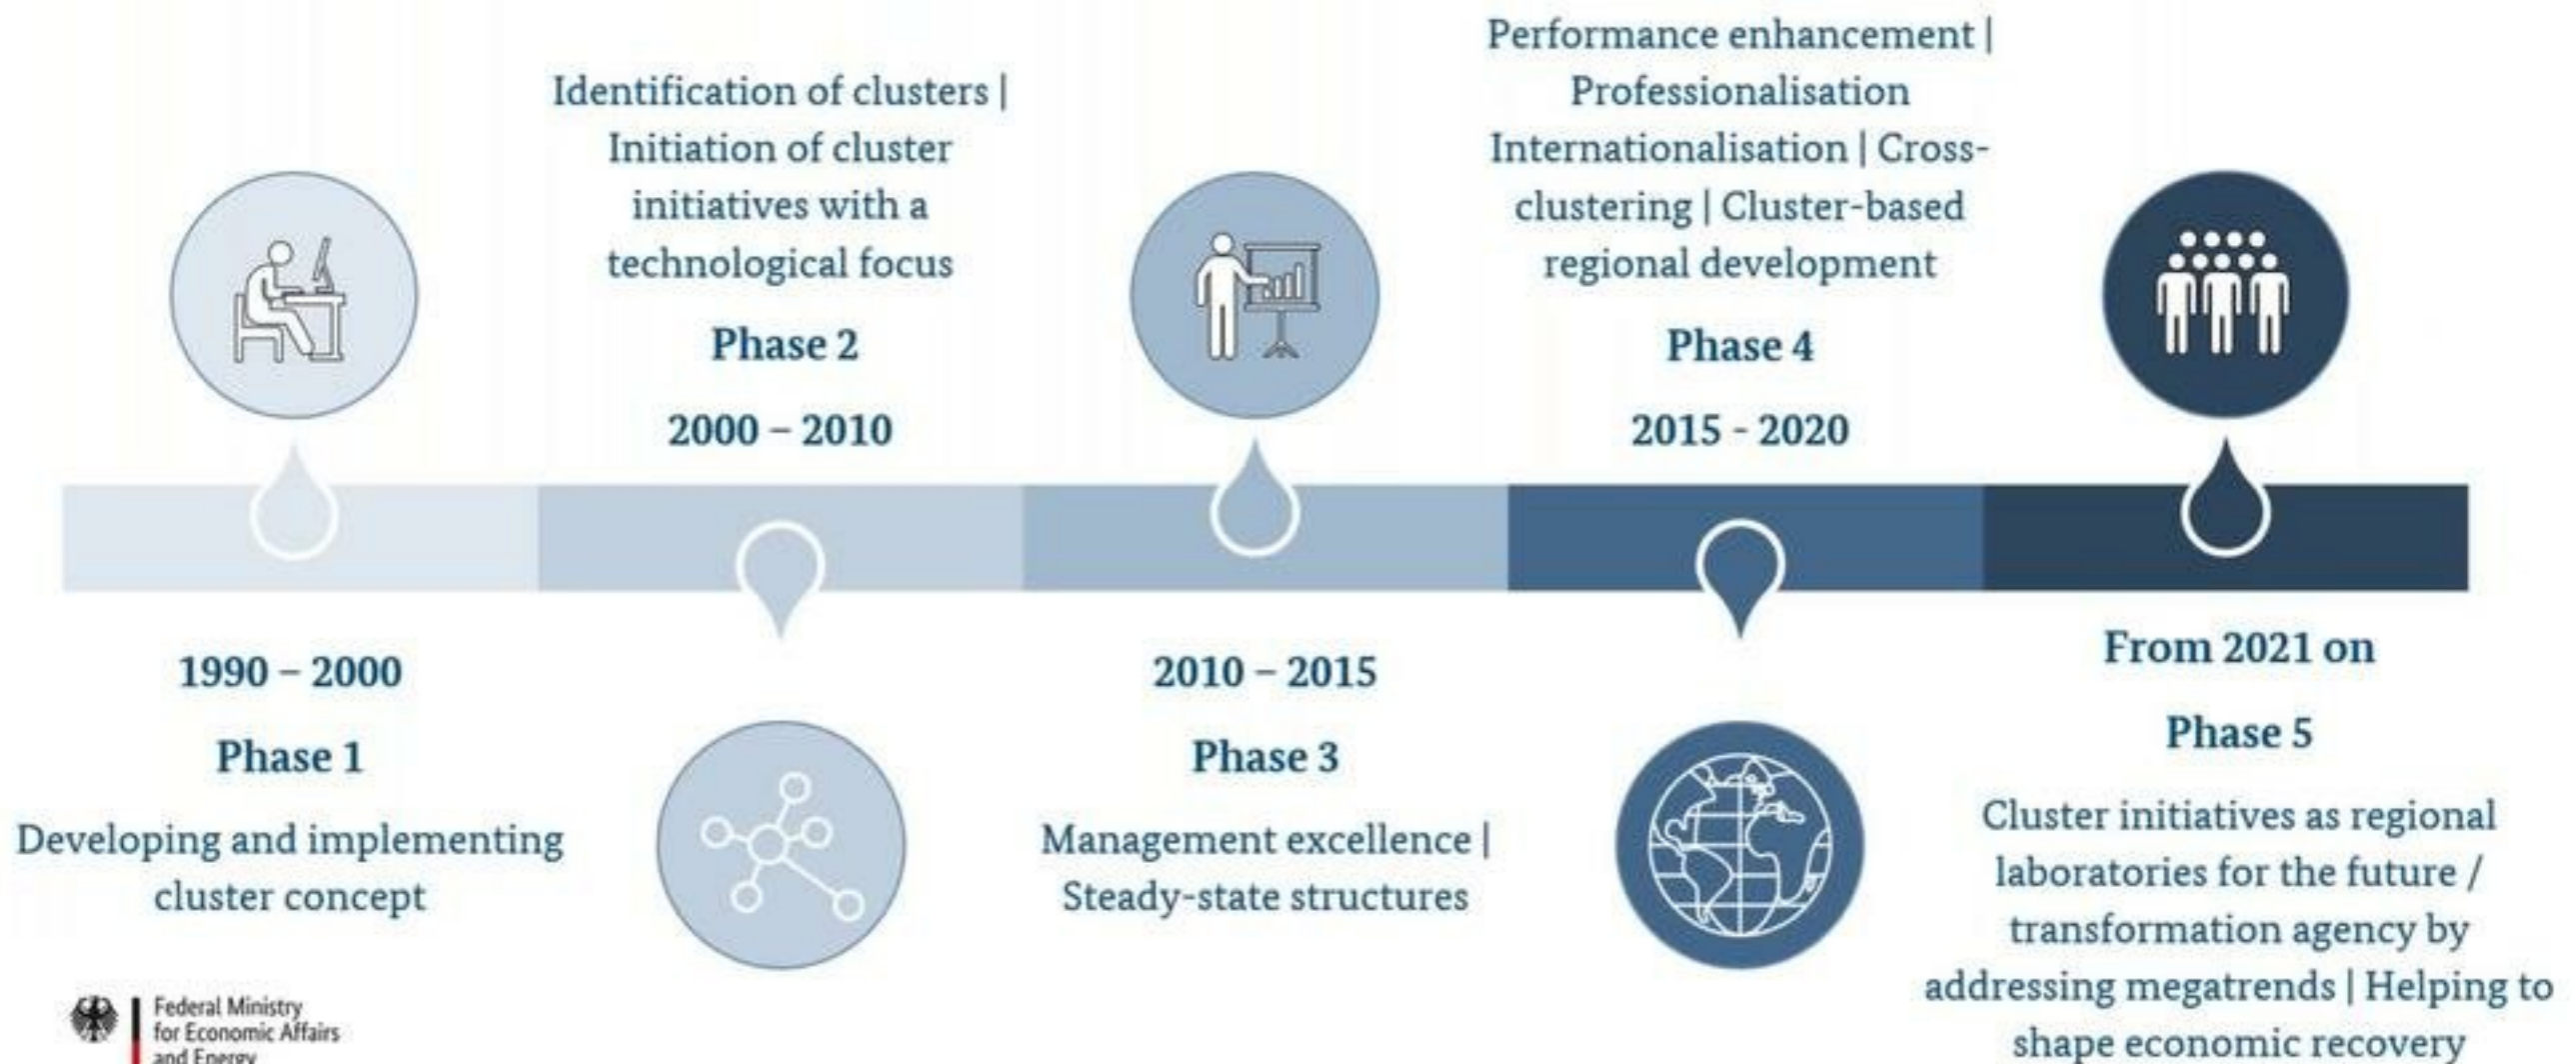 1990 – 2000
Phase 1
Developing and implementing
cluster concept
Identification of clusters |
Initiation of cluster
initiatives with a
technological focus
Phase 2
2000 – 2010
2010 – 2015
Phase 3
Management excellence |
Steady-state structures
Performance enhancement |
Professionalisation
Internationalisation | Cross-
clustering | Cluster-based
regional development
Phase 4
2015 - 2020
From 2021 on
Phase 5
Cluster initiatives as regional
laboratories for the future /
transformation agency by
addressing megatrends | Helping to
shape economic recovery
Federal Ministry
for Economic Affairs
and Energy